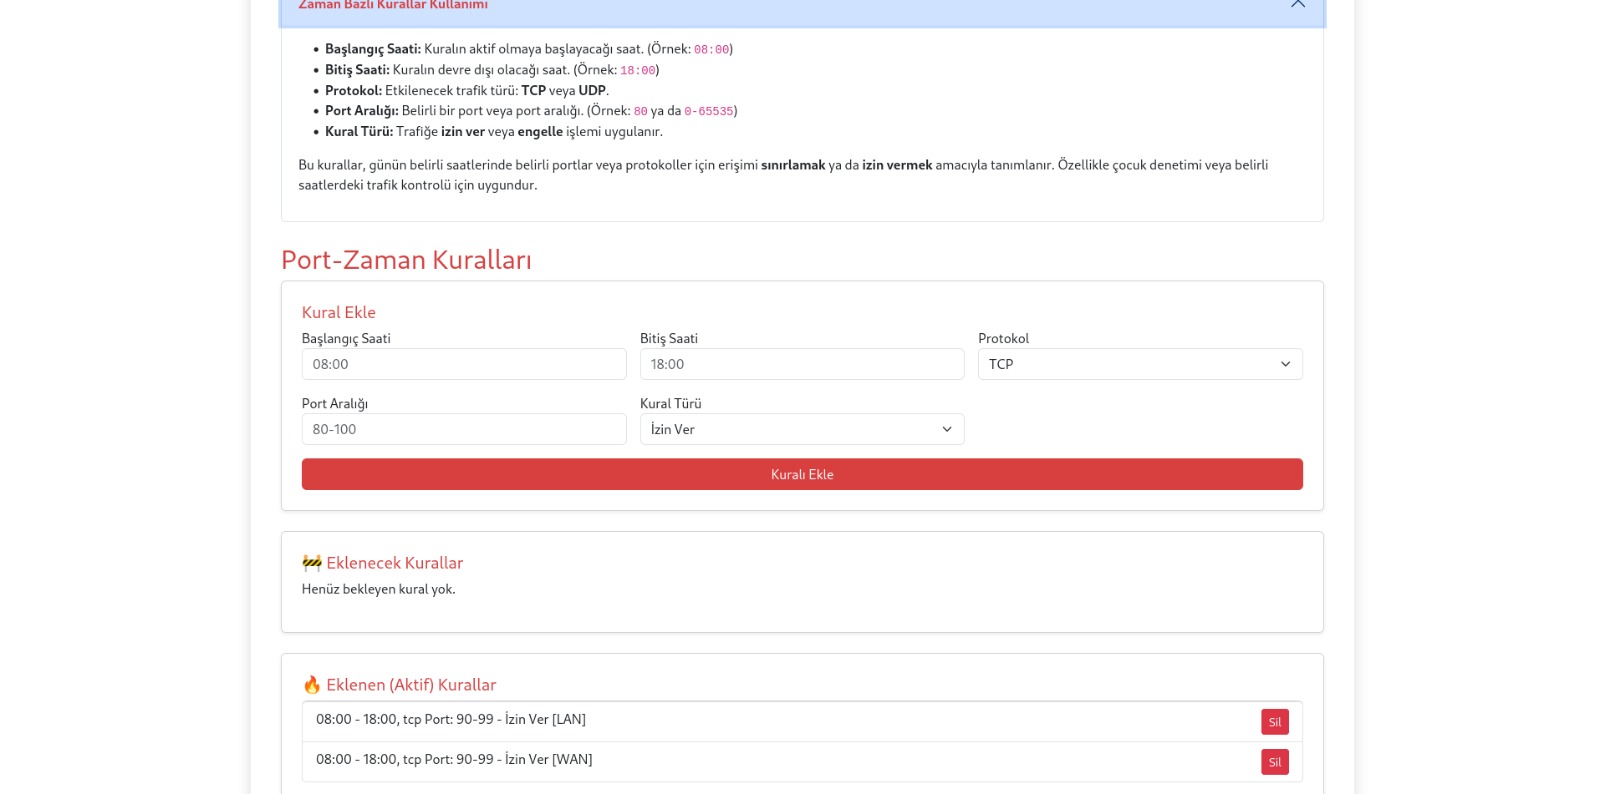 Zaman Bazlı Kurallar Kullanımı
• Başlangıç Saati: Kuralın aktif olmaya başlayacağı saat. (Örnek: 08:00)
• Bitiş Saati: Kuralın devre dışı olacağı saat. (Örnek: 18:00)
• Protokol: Etkilenecek trafik türü: TCP veya UDP.
• Port Aralığı: Belirli bir port veya port aralığı. (Örnek: 80 ya da 0-65535)
• Kural Türü: Trafiğe izin ver veya engelle işlemi uygulanır.
Bu kurallar, günün belirli saatlerinde belirli portlar veya protokoller için erişimi sınırlamak ya da izin vermek amacıyla tanımlanır. Özellikle çocuk denetimi veya belirli
saatlerdeki trafik kontrolü için uygundur.
Port-Zaman Kuralları
Kural Ekle
Başlangıç Saati
Bitiş Saati
Protokol
08:00
18:00
TCP
Port Aralığı
Kural Türü
80-100
İzin Ver
Kuralı Ekle
🚧 Eklenecek Kurallar
Henüz bekleyen kural yok.
🔥 Eklenen (Aktif) Kurallar
08:00 - 18:00, tcp Port: 90-99 - İzin Ver [LAN]
Sil
08:00 - 18:00, tcp Port: 90-99 - İzin Ver [WAN]
Sil